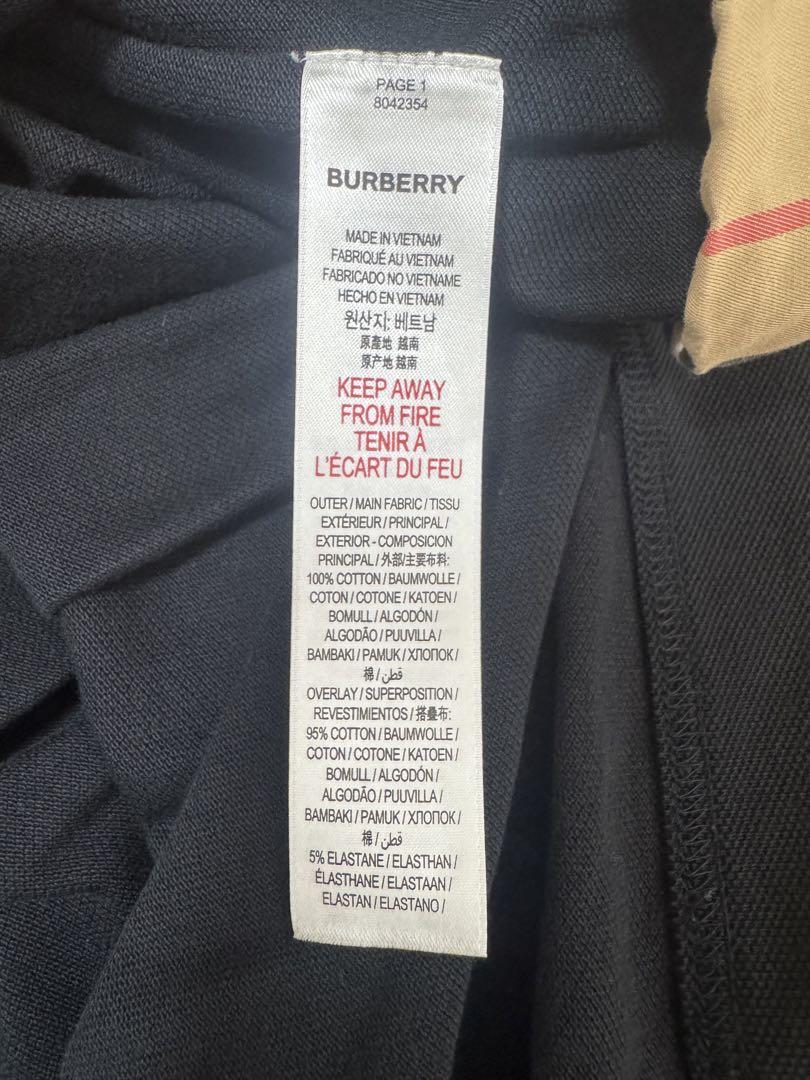 PAGE 1
8042354
BURBERRY
MADE IN VIETNAM
FABRIQUÉ AU VIETNAM
FABRICADO NO VIETNAME
HECHO EN VIETNAM
원산지: 베트남
原產地 越南
原产地 越南
KEEP AWAY
FROM FIRE
TENIR À
L'ÉCART DU FEU
OUTER / MAIN FABRIC / TISSU
EXTÉRIEUR / PRINCIPAL /
EXTERIOR - COMPOSICION
PRINCIPAL / 外部/主要布料:
100% COTTON / BAUMWOLLE /
COTON / COTONE / KATOEN /
BOMULL / ALGODÓN /
ALGODÃO / PUUVILLA /
BAMBAKI / PAMUK / ХЛОПОК /
棉 / قطن /
OVERLAY / SUPERPOSITION /
REVESTIMIENTOS / 搭疊布:
95% COTTON / BAUMWOLLE /
COTON / COTONE / KATOEN /
BOMULL / ALGODÓN /
ALGODÃO / PUUVILLA /
BAMBAKI / PAMUK / ХЛОПОК /
棉 / قطن /
5% ELASTANE / ELASTHAN /
ÉLASTHANE / ELASTAAN /
ELASTAN / ELASTANO /